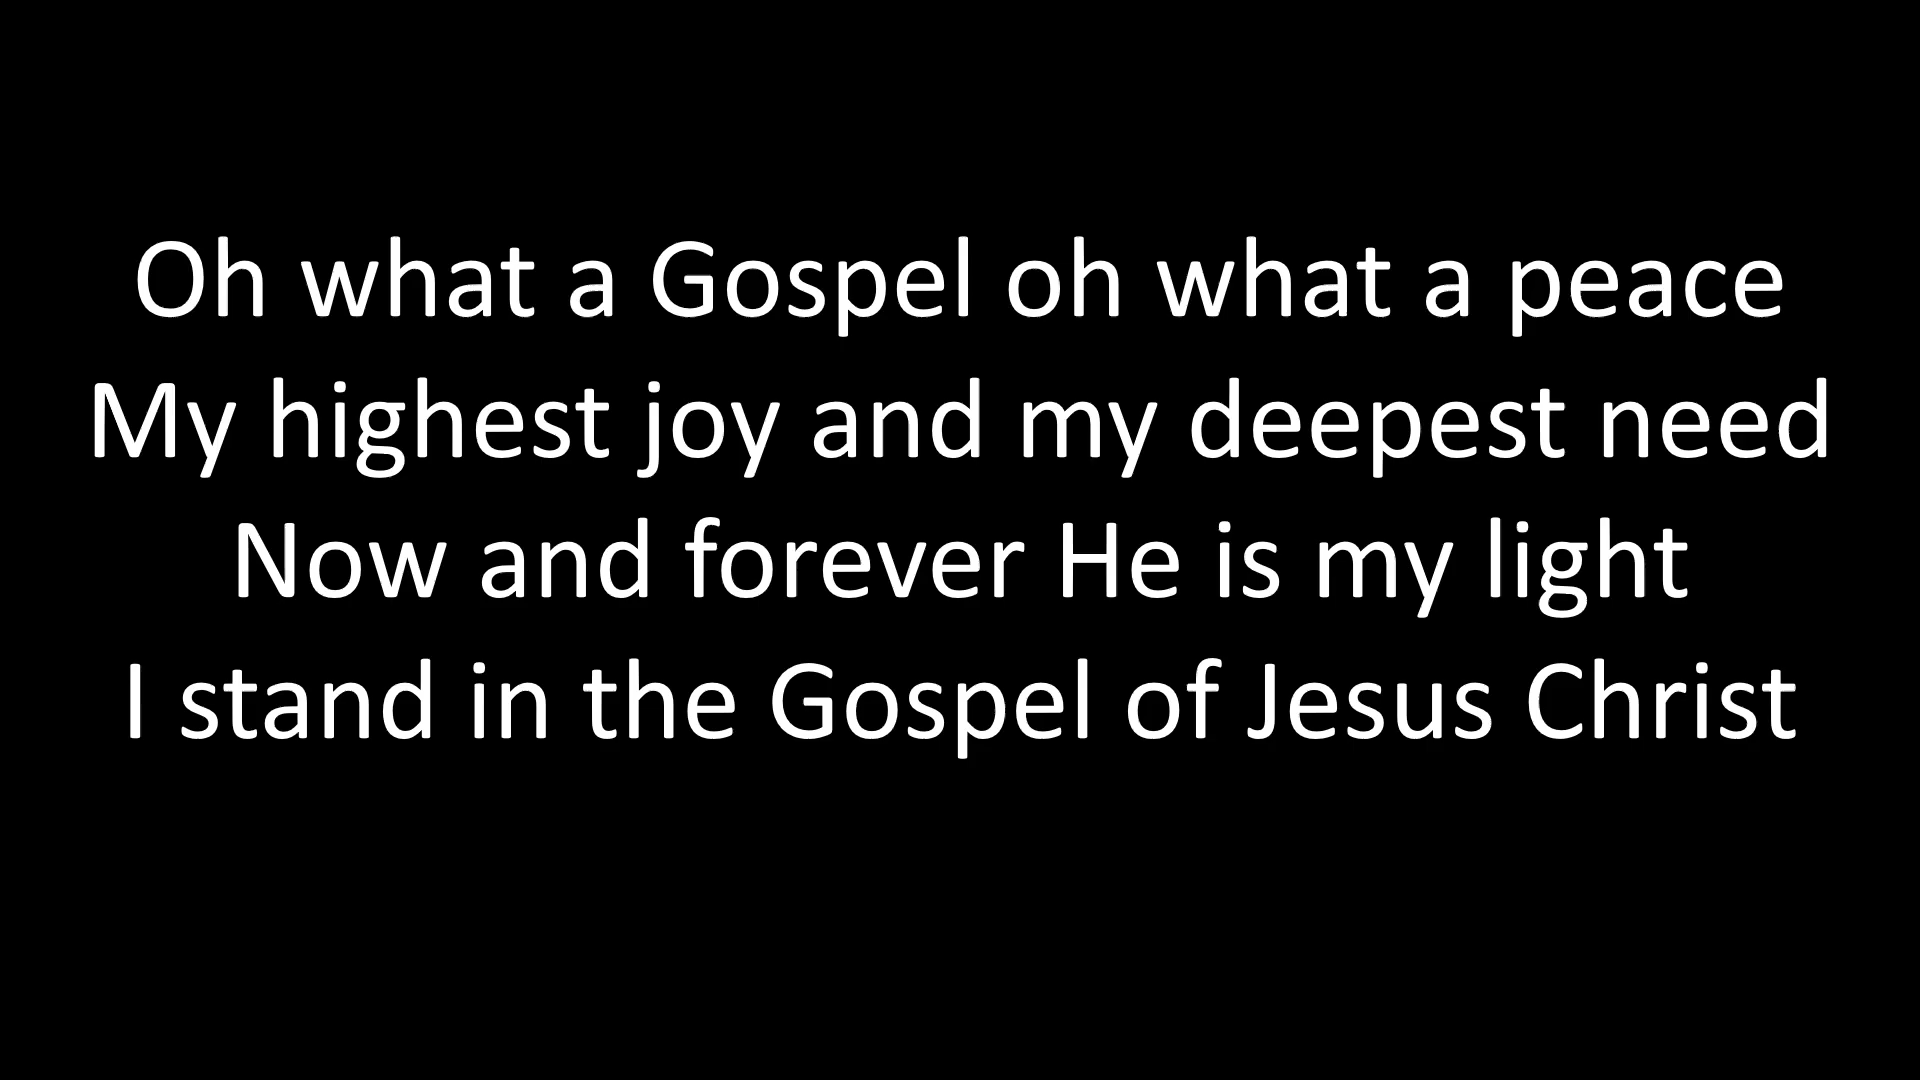 Oh what a Gospel oh what a peace
My highest joy and my deepest need
Now and forever He is my light
I stand in the Gospel of Jesus Christ